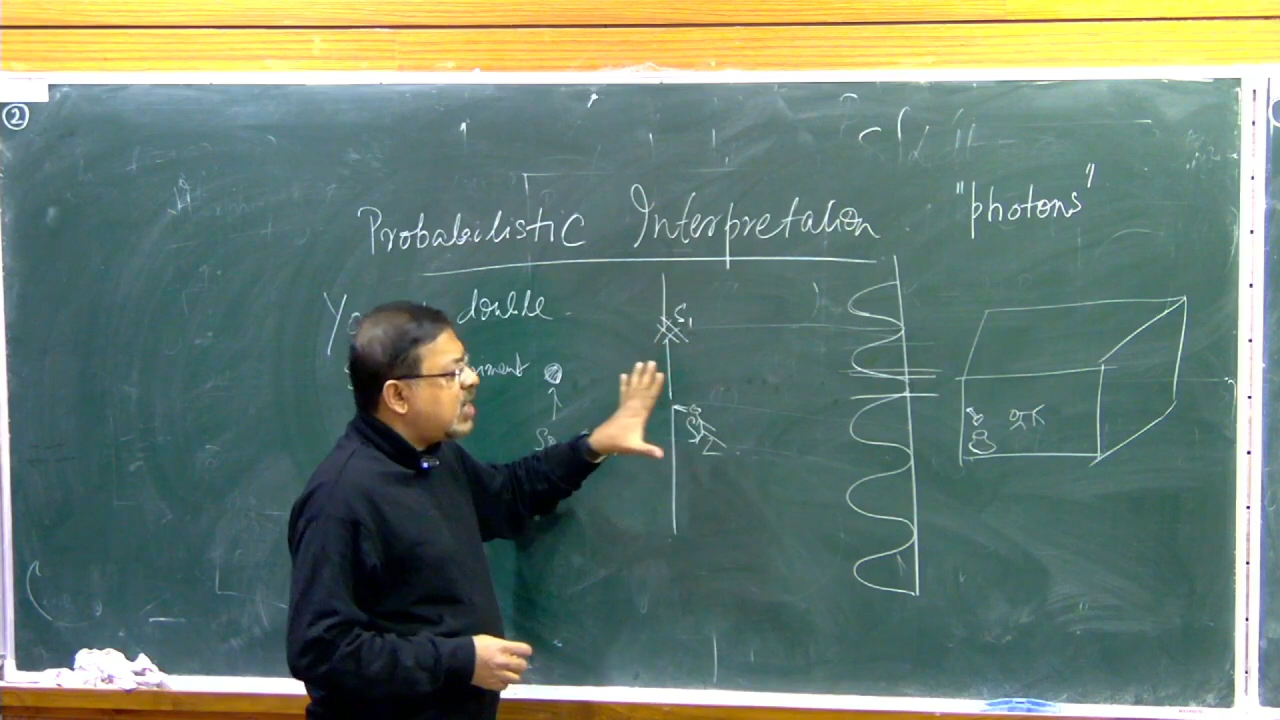 ②
Probabilistic Interpretation
"photons"
double
S₁
S₂